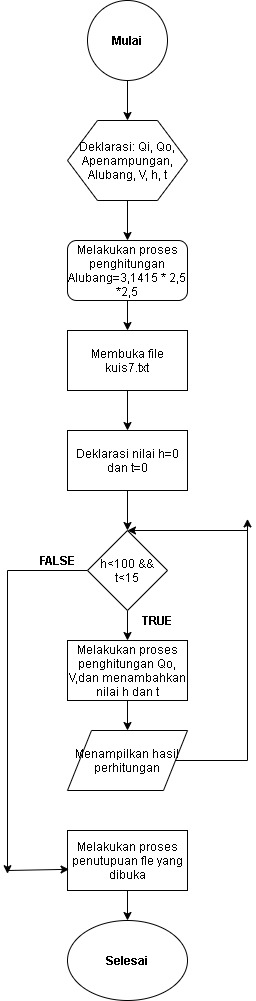 Mulai
Deklarasi: Qi, Qo,
Apenampungan,
Alubang, V, h, t
Melakukan proses
penghitungan
Alubang=3,1415 * 2,5
*2,5
Membuka file
kuis7.txt
Deklarasi nilai h=0
dan t=0
h<100 &&
t<15
FALSE
TRUE
Melakukan proses
penghitungan Qo,
V,dan menambahkan
nilai h dan t
Menampilkan hasil
perhitungan
Melakukan proses
penutupuan fle yang
dibuka
Selesai